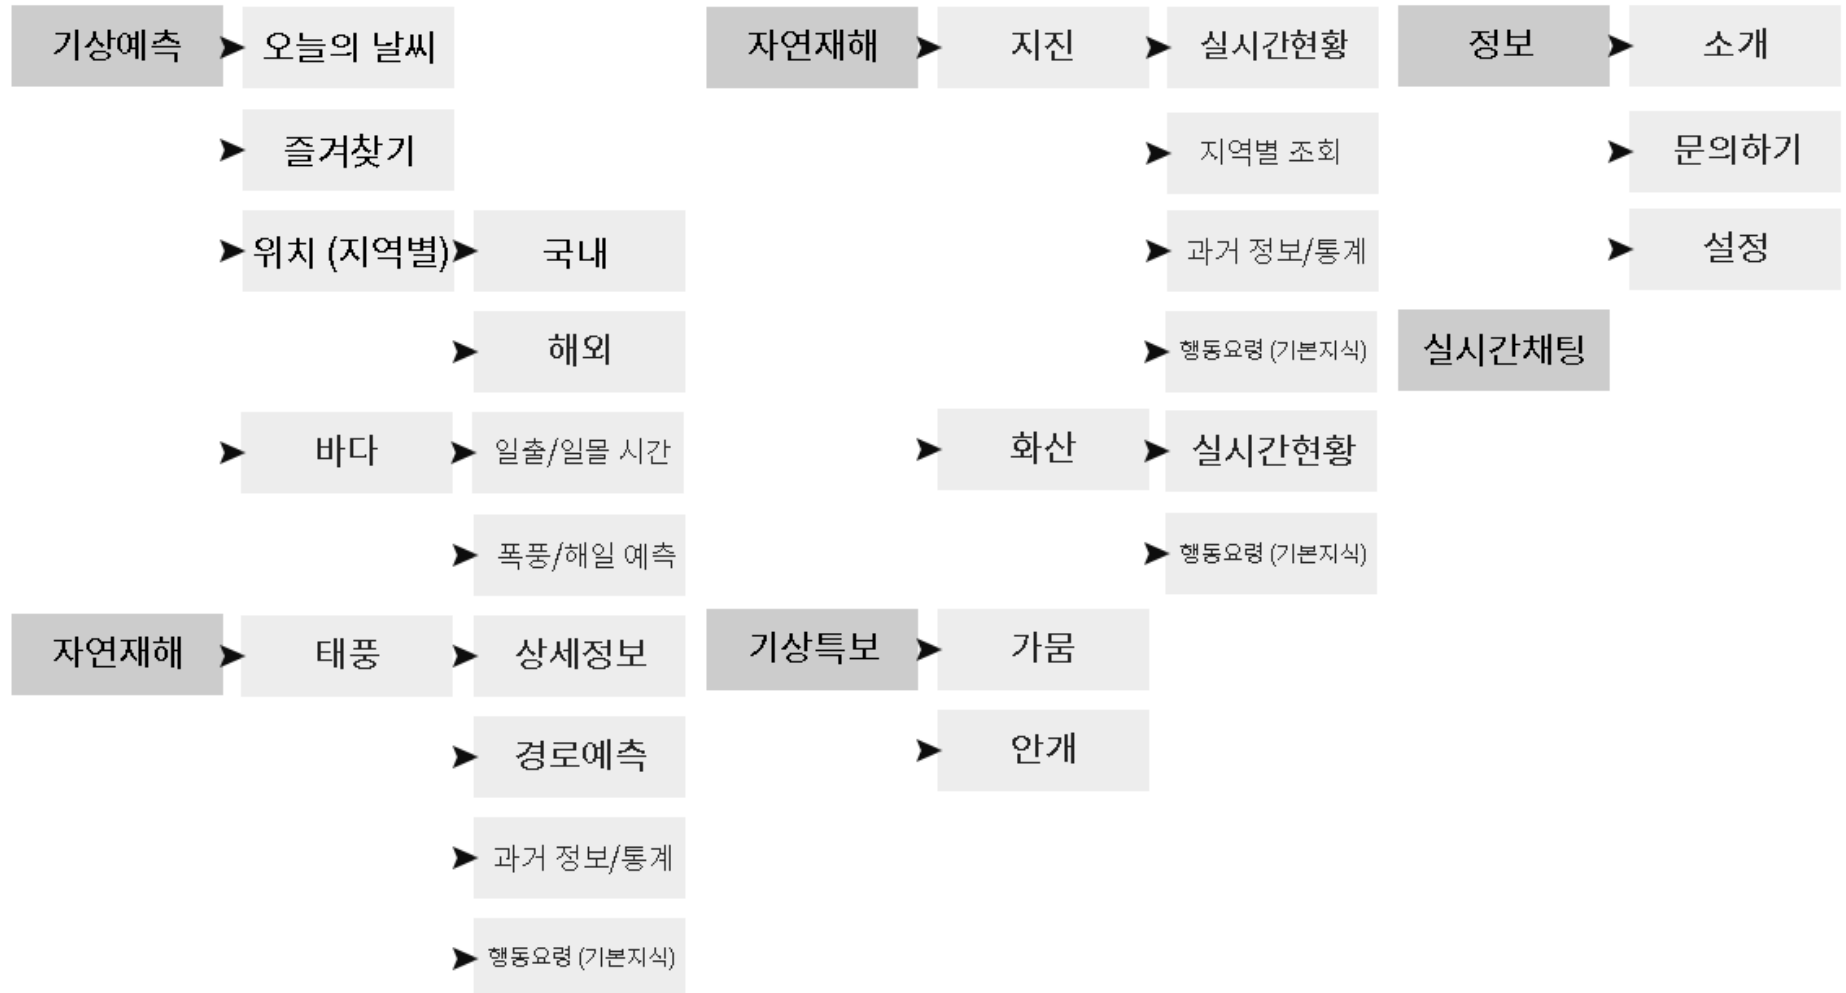 기상예측
오늘의 날씨
즐겨찾기
위치 (지역별)
국내
해외
바다
일출/일몰 시간
폭풍/해일 예측
자연재해
태풍
상세정보
경로예측
과거 정보/통계
행동요령 (기본지식)
자연재해
지진
실시간현황
지역별 조회
과거 정보/통계
행동요령 (기본지식)
화산
실시간현황
행동요령 (기본지식)
기상특보
가뭄
안개
정보
소개
문의하기
설정
실시간채팅